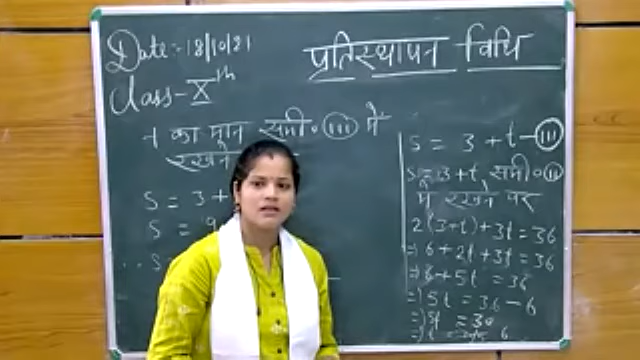 Date:- 18/10/21
प्रतिस्थापन विधि
Class-Xth
t का मान समी० (III) में
रखने
S = 3 +
S = 9
S
S = 3 + t - (III)
S = 3 + t, समी० (II)
में रखने पर
2(3+t) + 3t = 36
=) 6 + 2t + 3t = 36
=) 6 + 5t = 36
=) 5t = 36 - 6
=) 5t = 30